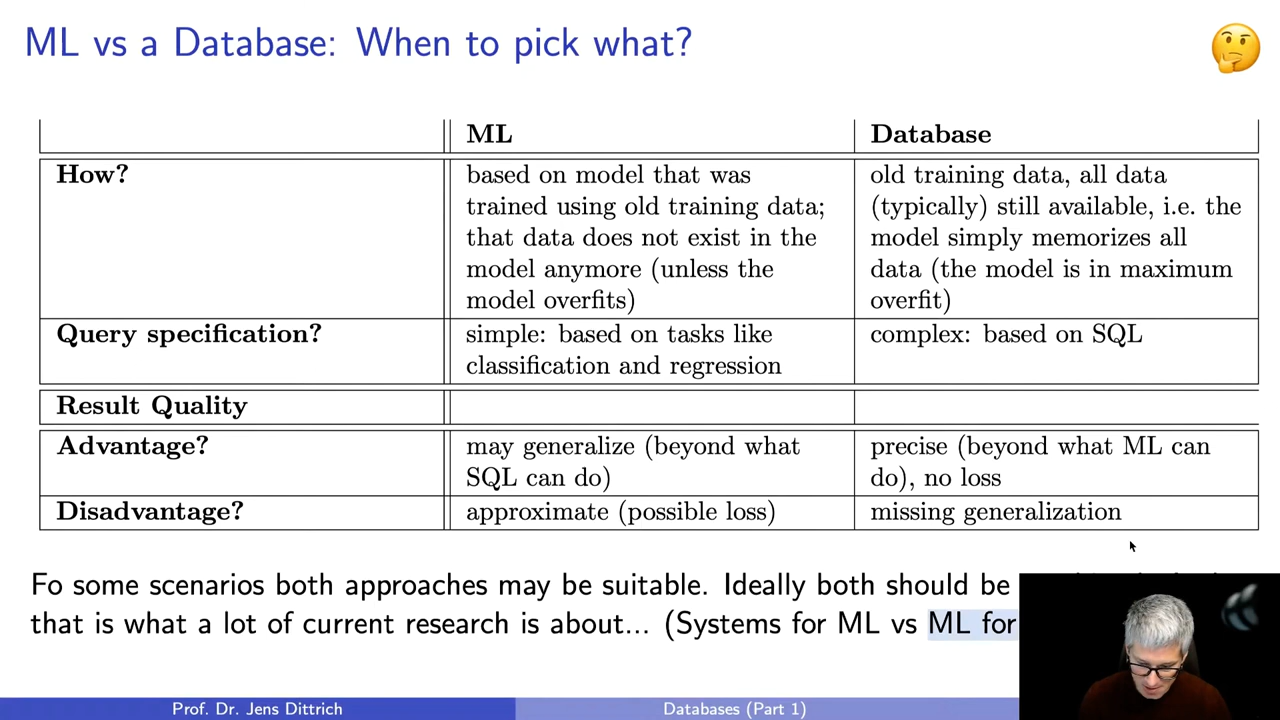 ML vs a Database: When to pick what?
ML Database
How? based on model that was trained using old training data; that data does not exist in the model anymore (unless the model overfits) old training data, all data (typically) still available, i.e. the model simply memorizes all data (the model is in maximum overfit)
Query specification? simple: based on tasks like classification and regression complex: based on SQL
Result Quality
Advantage? may generalize (beyond what SQL can do) precise (beyond what ML can do), no loss
Disadvantage? approximate (possible loss) missing generalization
Fo some scenarios both approaches may be suitable. Ideally both should be
that is what a lot of current research is about... (Systems for ML vs ML for
Prof. Dr. Jens Dittrich Databases (Part 1)